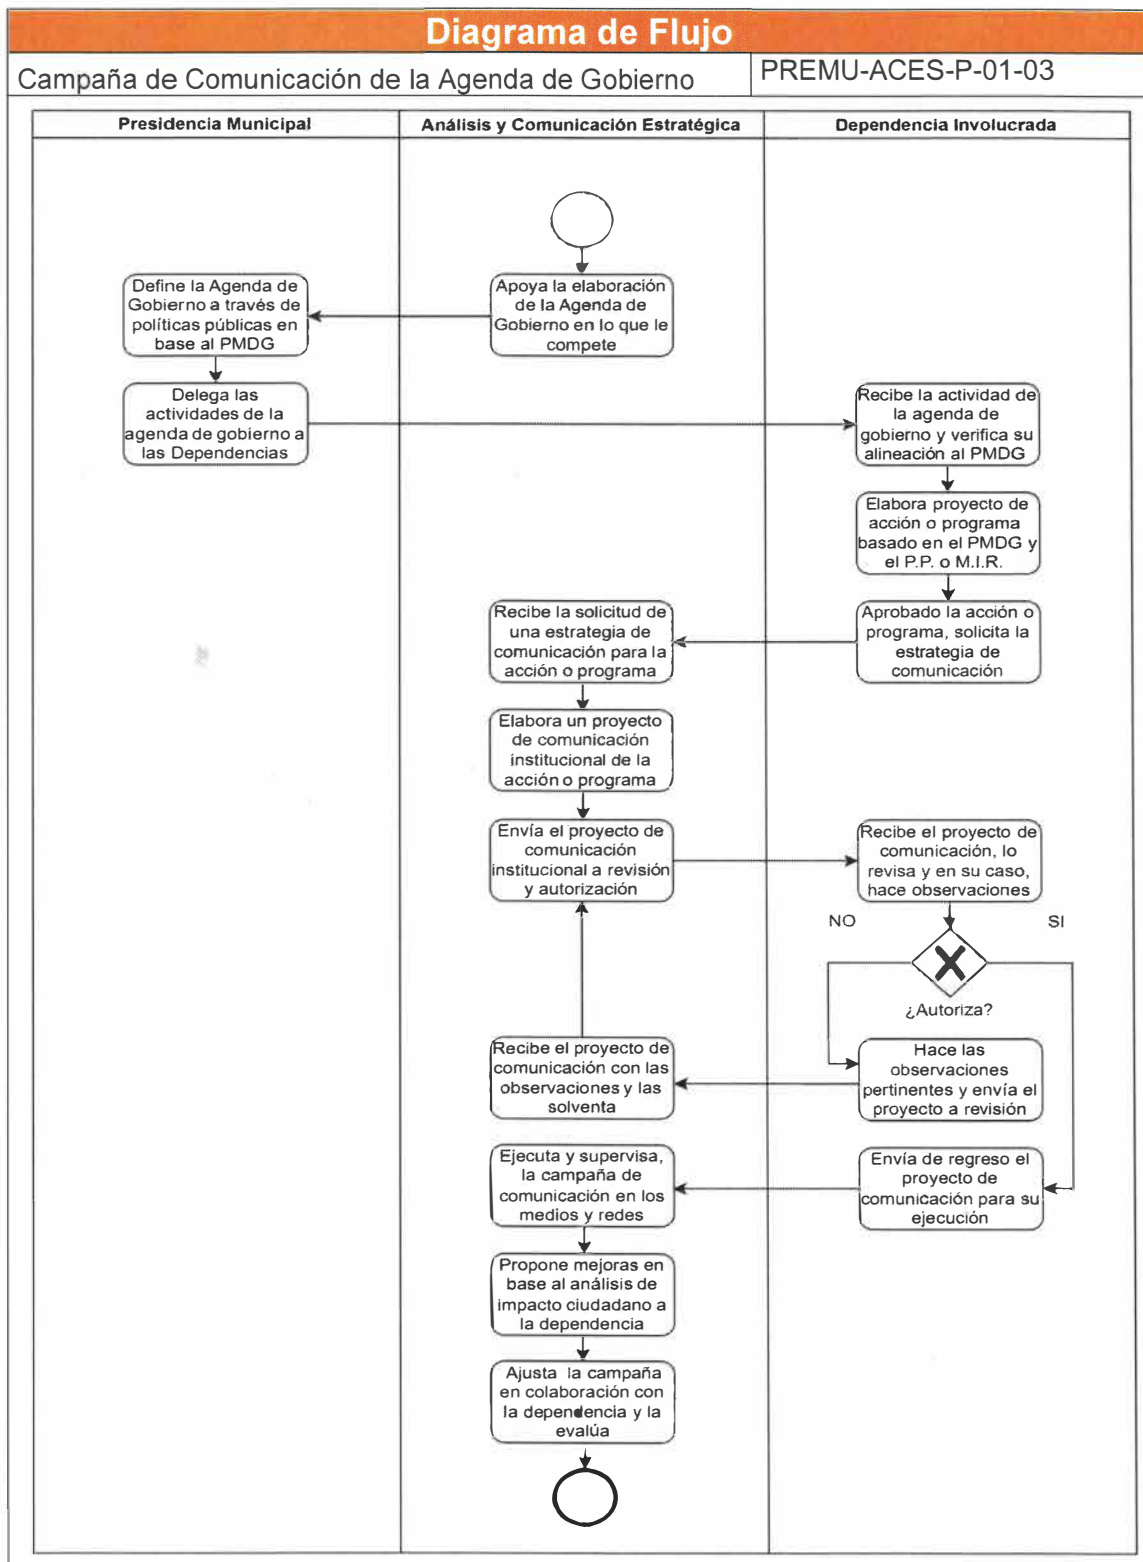 Diagrama de Flujo
Campaña de Comunicación de la Agenda de Gobierno
PREMU-ACES-P-01-03
Presidencia Municipal
Análisis y Comunicación Estratégica
Dependencia Involucrada
Apoya la elaboración
de la Agenda de
Gobierno en lo que le
compete
Define la Agenda de
Gobierno a través de
políticas públicas en
base al PMDG
Delega las
actividades de la
agenda de gobierno a
las Dependencias
Recibe la actividad de
la agenda de
gobierno y verifica su
alineación al PMDG
Elabora proyecto de
acción o programa
basado en el PMDG y
el P.P. o M.I.R.
Aprobado la acción o
programa, solicita la
estrategia de
comunicación
Recibe la solicitud de
una estrategia de
comunicación para la
acción o programa
Elabora un proyecto
de comunicación
institucional de la
acción o programa
Envía el proyecto de
comunicación
institucional a revisión
y autorización
Recibe el proyecto de
comunicación, lo
revisa y en su caso,
hace observaciones
NO
SI
¿Autoriza?
Hace las
observaciones
pertinentes y envía el
proyecto a revisión
Recibe el proyecto de
comunicación con las
observaciones y las
solventa
Envía de regreso el
proyecto de
comunicación para su
ejecución
Ejecuta y supervisa,
la campaña de
comunicación en los
medios y redes
Propone mejoras en
base al análisis de
impacto ciudadano a
la dependencia
Ajusta la campaña
en colaboración con
la dependencia y la
evalúa